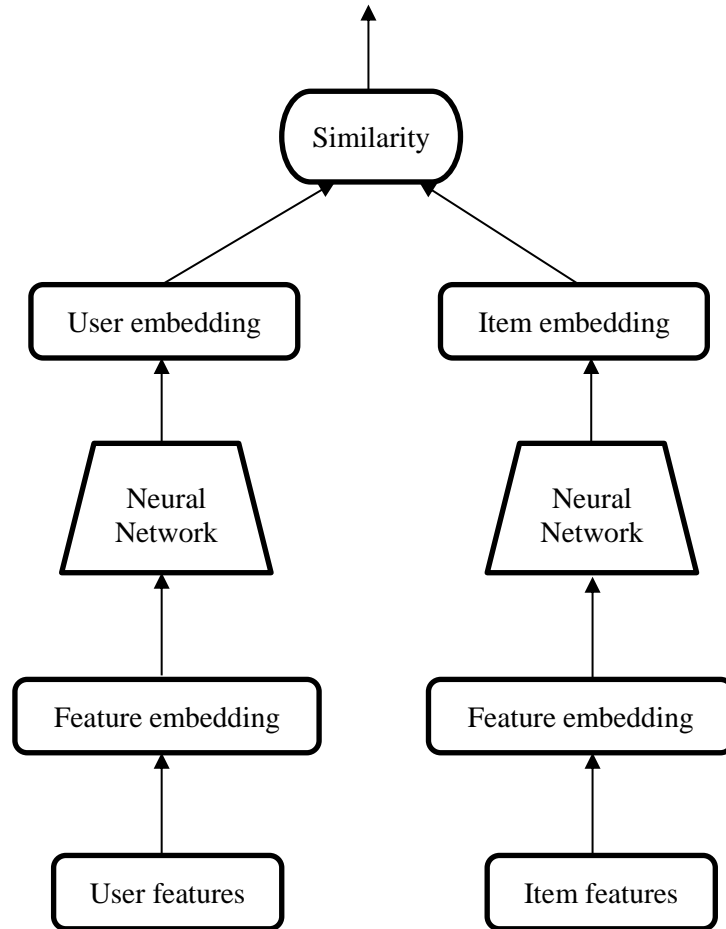 Similarity
User embedding
Item embedding
Neural
Network
Neural
Network
Feature embedding
Feature embedding
User features
Item features